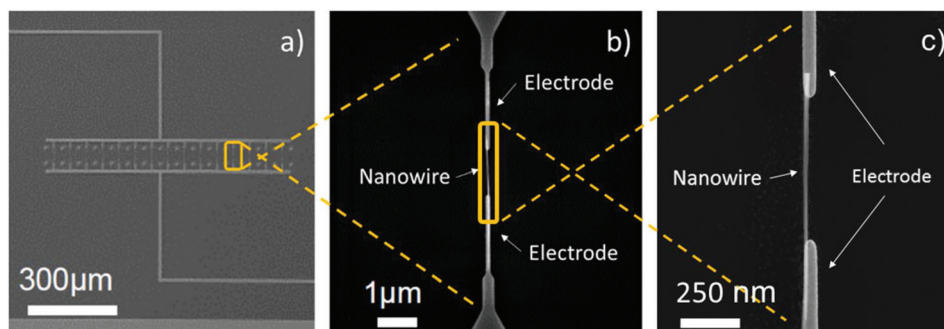 a)
300μm
b)
Electrode
Nanowire
Electrode
1μm
c)
Nanowire
Electrode
250 nm